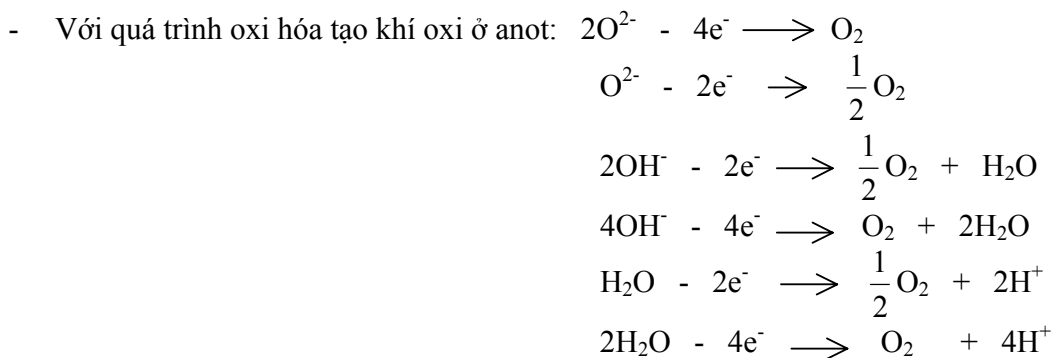 - Với quá trình oxi hóa tạo khí oxi ở anot: 2O²⁻ - 4e⁻ ⟶ O₂
O²⁻ - 2e⁻ → 1/2 O₂
2OH⁻ - 2e⁻ ⟶ 1/2 O₂ + H₂O
4OH⁻ - 4e⁻ ⟶ O₂ + 2H₂O
H₂O - 2e⁻ ⟶ 1/2 O₂ + 2H⁺
2H₂O - 4e⁻ ⟶ O₂ + 4H⁺